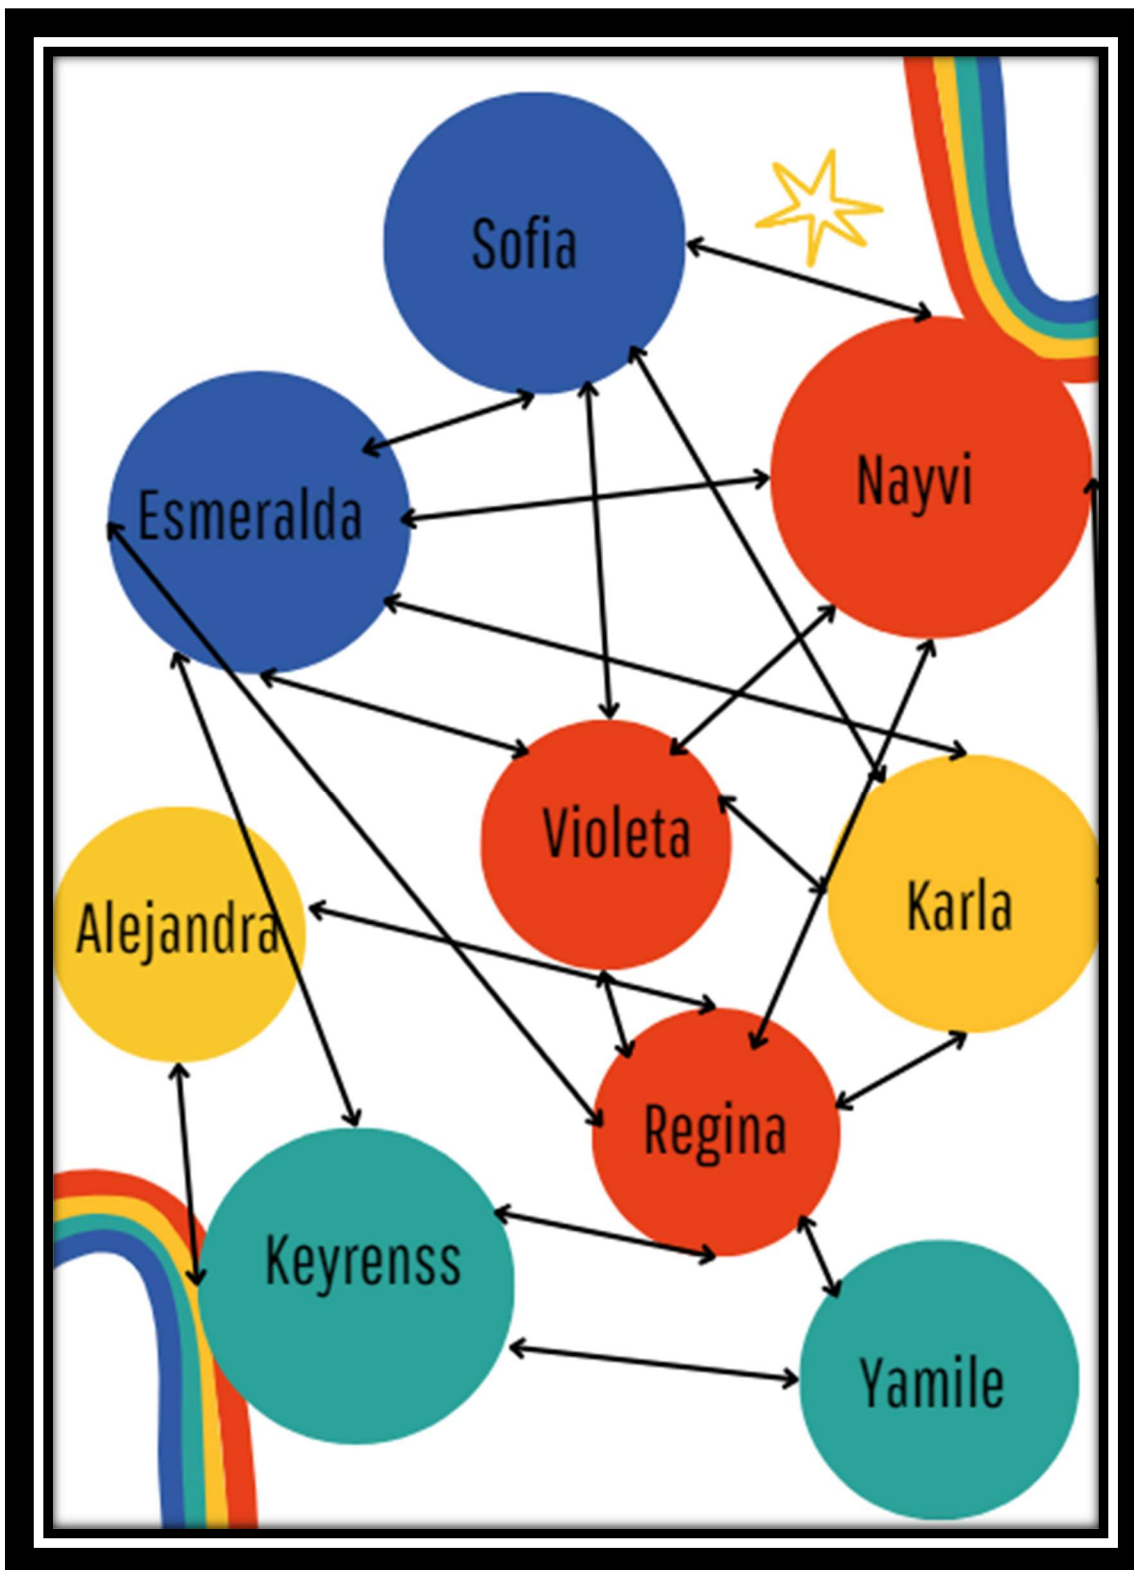 Sofia
Nayvi
Esmeralda
Violeta
Karla
Alejandra
Regina
Keyrenss
Yamile